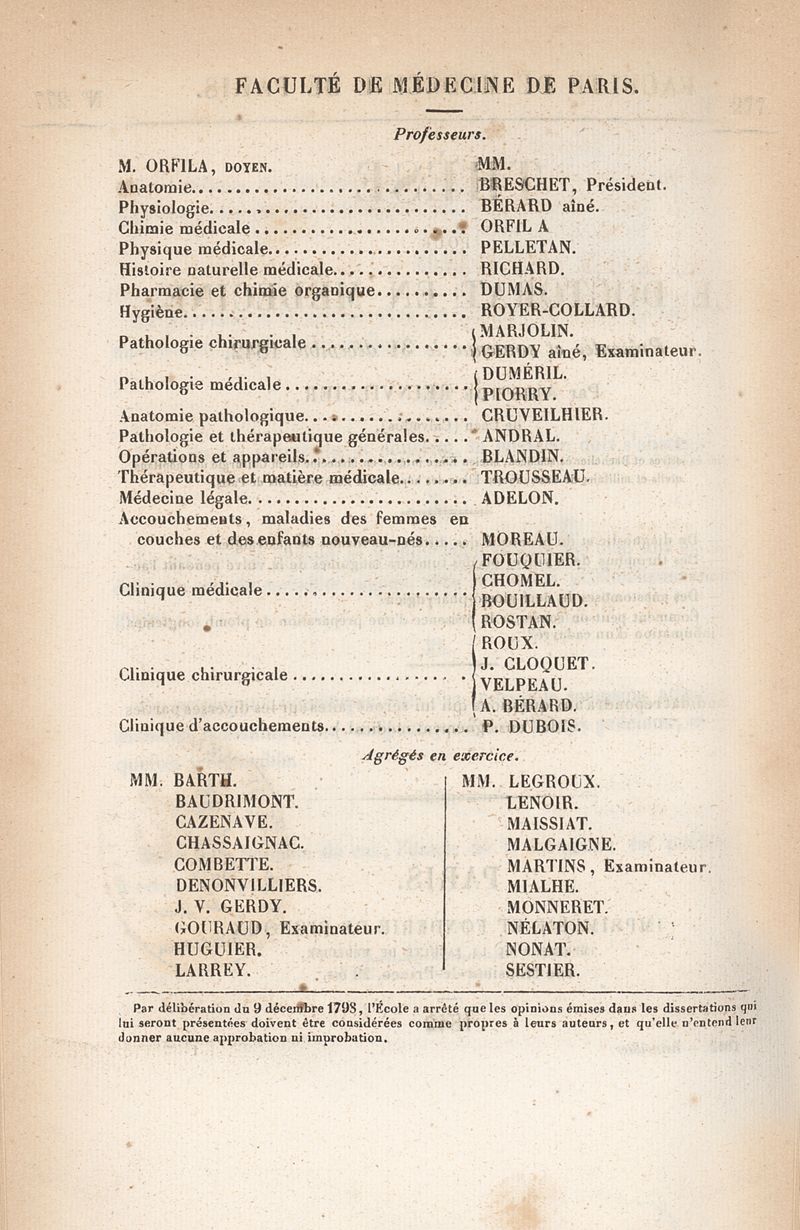 FACULTÉ DE MÉDECINE DE PARIS.
Professeurs.
M. ORFILA, DOYEN. MM.
Anatomie.............................. BRESCHET, Président.
Physiologie............................ BÉRARD aîné.
Chimie médicale........................ ORFILA
Physique médicale...................... PELLETAN.
Histoire naturelle médicale............... RICHARD.
Pharmacie et chimie organique.......... DUMAS.
Hygiène............................... ROYER-COLLARD.
Pathologie chirurgicale................. { MARJOLIN.
GERDY aîné, Examinateur.
Pathologie médicale.................... { DUMÉRIL.
PIORRY.
Anatomie pathologique.................. CRUVEILHIER.
Pathologie et thérapeutique générales..... ANDRAL.
Opérations et appareils.................. BLANDIN.
Thérapeutique et matière médicale........ TROUSSEAU.
Médecine légale........................ ADELON.
Accouchements, maladies des femmes en
couches et des enfants nouveau-nés..... MOREAU.
{ FOUQUIER.
CHOMEL.
Clinique médicale......................
BOUILLAUD.
ROSTAN.
{ ROUX.
J. CLOQUET.
Clinique chirurgicale...................
VELPEAU.
A. BÉRARD.
Clinique d'accouchements................ P. DUBOIS.
Agrégés en exercice.
MM. BARTH.
BAUDRIMONT.
CAZENAVE.
CHASSAIGNAC.
COMBETTE.
DENONVILLIERS.
J. V. GERDY.
GOURAUD, Examinateur.
HUGUIER.
LARREY.
MM. LEGROUX.
LENOIR.
MAISSIAT.
MALGAIGNE.
MARTINS, Examinateur.
MIALHE.
MONNERET.
NÉLATON.
NONAT.
SESTIER.
Par délibération du 9 décembre 1798, l'École a arrêté que les opinions émises dans les dissertations qui
lui seront présentées doivent être considérées comme propres à leurs auteurs, et qu'elle n'entend leur
donner aucune approbation ni improbation.